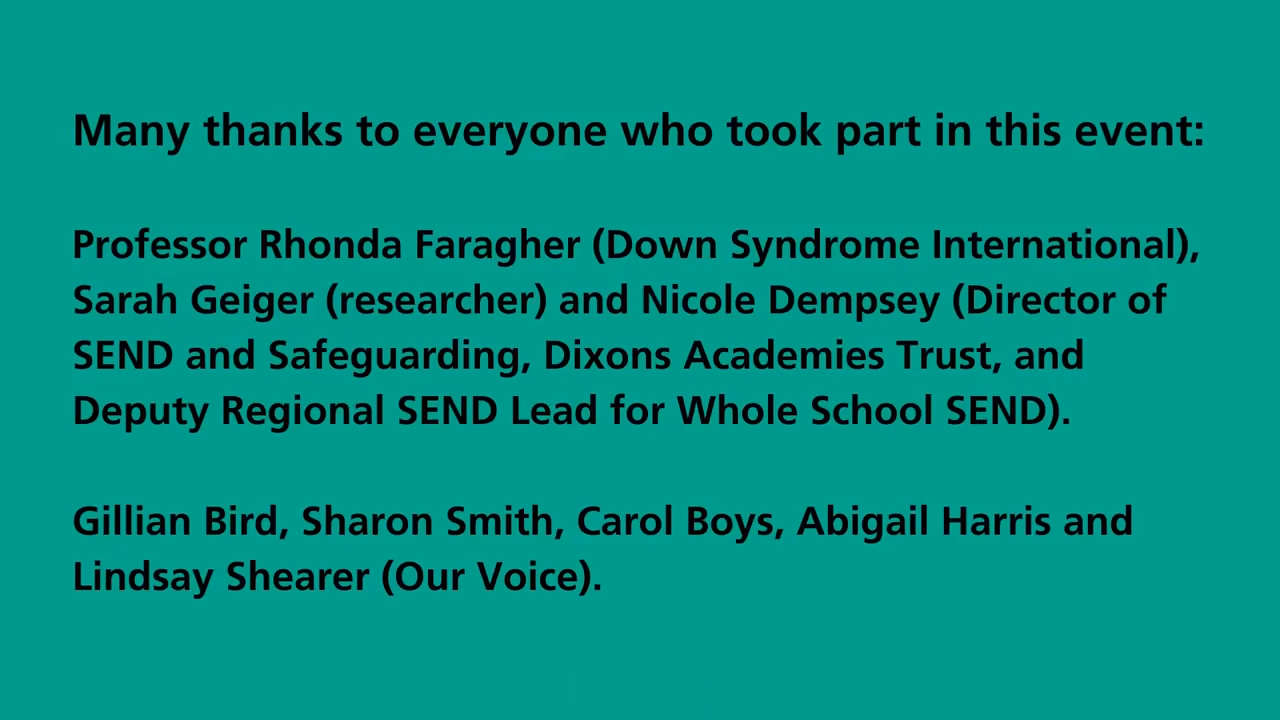 Many thanks to everyone who took part in this event:
Professor Rhonda Faragher (Down Syndrome International),
Sarah Geiger (researcher) and Nicole Dempsey (Director of
SEND and Safeguarding, Dixons Academies Trust, and
Deputy Regional SEND Lead for Whole School SEND).
Gillian Bird, Sharon Smith, Carol Boys, Abigail Harris and
Lindsay Shearer (Our Voice).